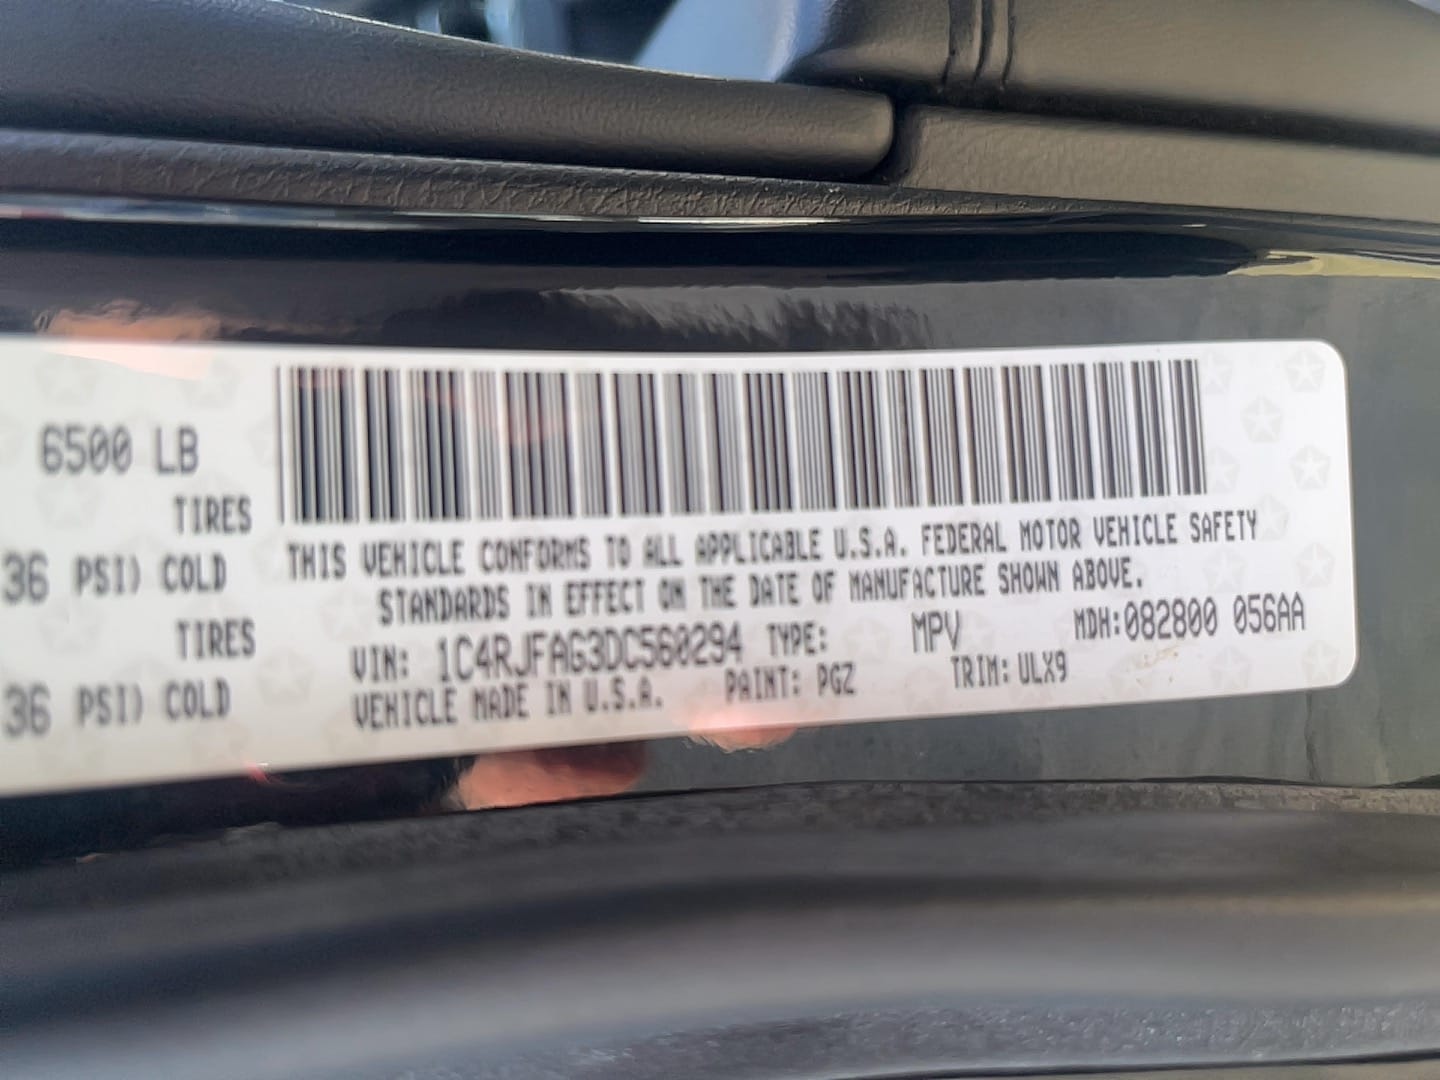 6500 LB
TIRES
36 PSI) COLD
TIRES
36 PSI) COLD
THIS VEHICLE CONFORMS TO ALL APPLICABLE U.S.A. FEDERAL MOTOR VEHICLE SAFETY
STANDARDS IN EFFECT ON THE DATE OF MANUFACTURE SHOWN ABOVE.
VIN: 1C4RJFAG3DC560294 TYPE: MPV MDH:082800 056AA
VEHICLE MADE IN U.S.A. PAINT: PGZ TRIM: ULX9